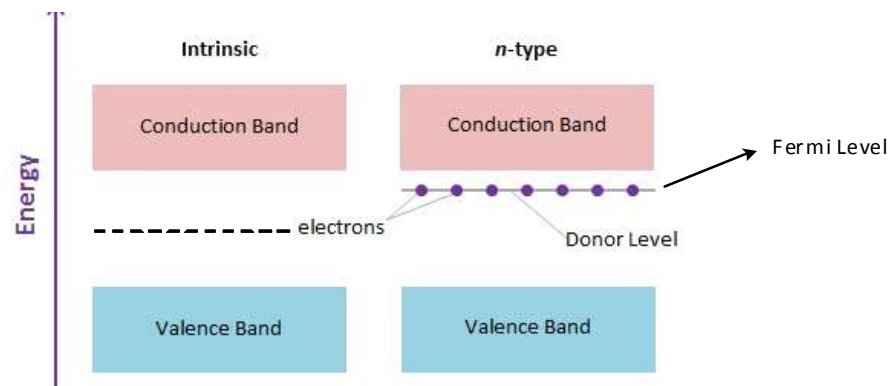 Intrinsic
n-type
Conduction Band
Conduction Band
Fermi Level
Energy
electrons
Donor Level
Valence Band
Valence Band